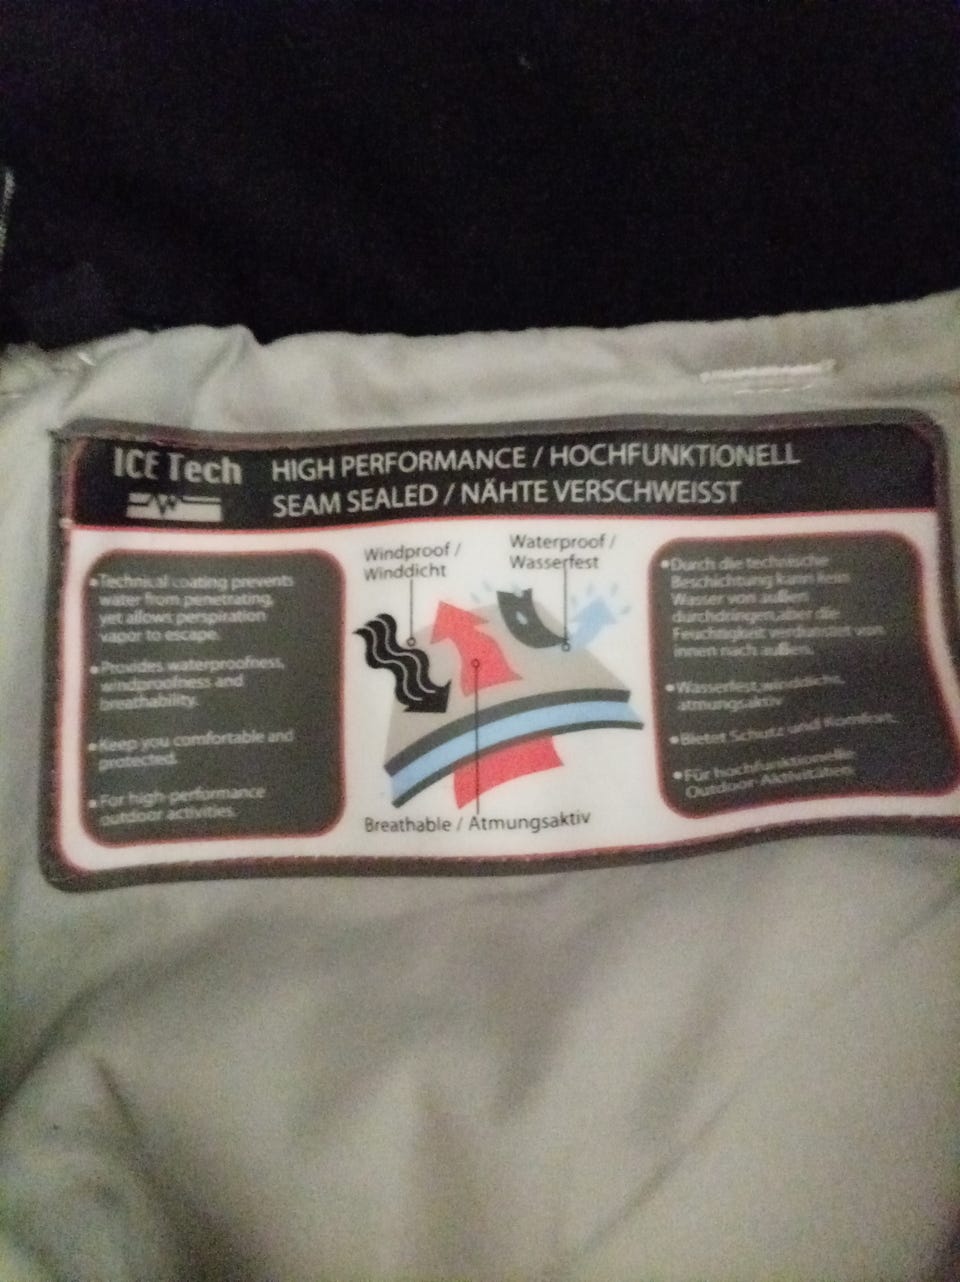 ICE Tech
HIGH PERFORMANCE / HOCHFUNKTIONELL
SEAM SEALED / NÄHTE VERSCHWEISST
•Technical coating prevents
water from penetrating,
yet allows perspiration
vapor to escape.
•Provides waterproofness,
windproofness and
breathability.
•Keep you comfortable and
protected.
•For high-performance
outdoor activities.
Windproof /
Winddicht
Waterproof /
Wasserfest
Breathable / Atmungsaktiv
•Durch die technische
Beschichtung kann kein
Wasser von außen
durchdringen,aber die
Feuchtigkeit verdunstet von
innen nach außen.
•Wasserfest,winddicht,
atmungsaktiv
•Bietet Schutz und Komfort.
•Für hochfunktionelle
Outdoor-Aktivitäten